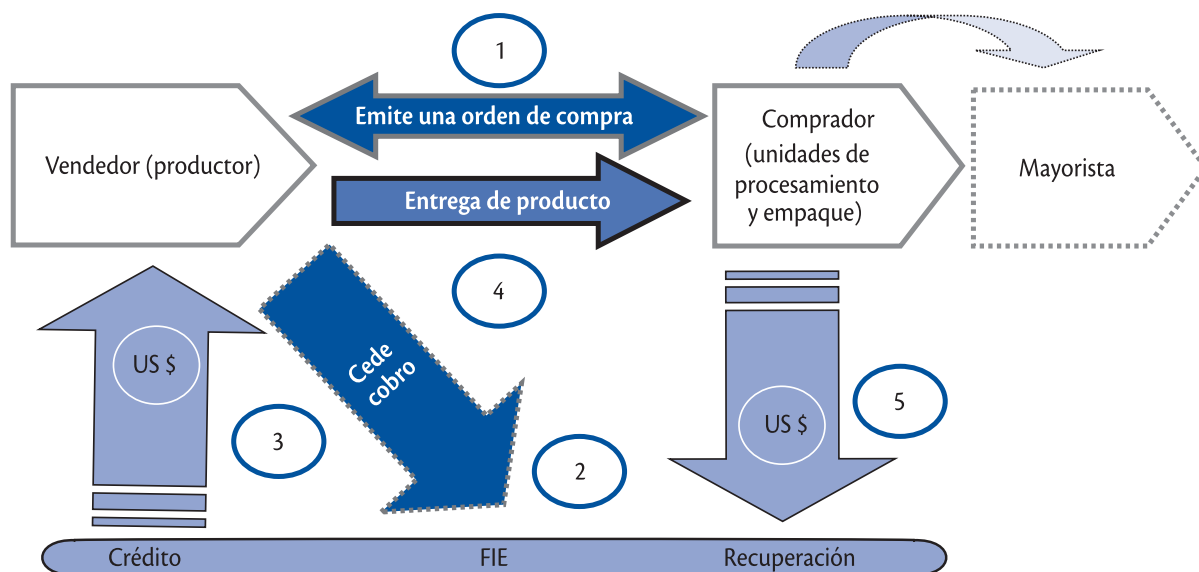 1
Emite una orden de compra
Vendedor (productor)
Comprador
(unidades de
procesamiento
y empaque)
Mayorista
Entrega de producto
4
Cede
cobro
US $
3
2
US $
5
Crédito
FIE
Recuperación